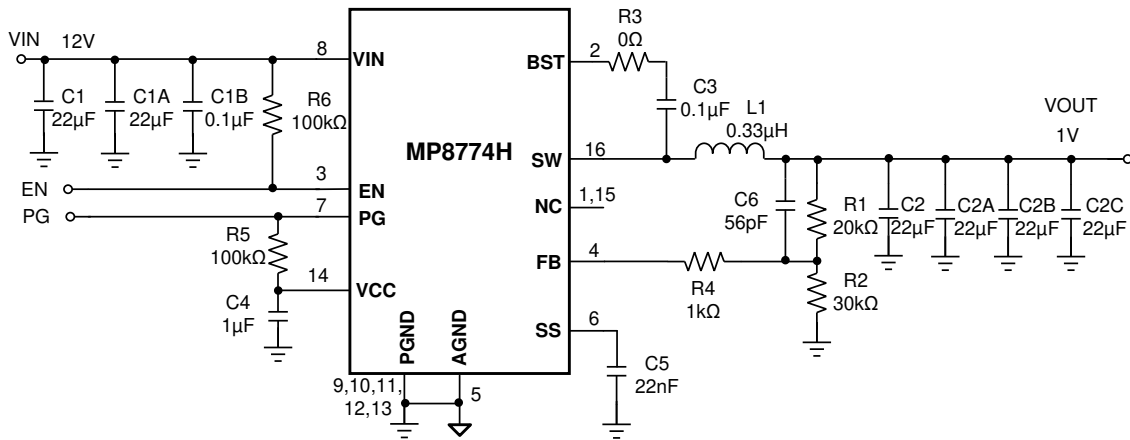 VIN 12V
C1
22µF
C1A
22µF
C1B
0.1µF
R6
100kΩ
EN
PG
R5
100kΩ
C4
1µF
8
3
7
14
VIN
EN
PG
VCC
MP8774H
BST
SW
NC
FB
SS
PGND
AGND
9,10,11,
12,13
5
2
16
1,15
4
6
R3
0Ω
C3
0.1µF
L1
0.33µH
VOUT
1V
C6
56pF
R1
20kΩ
C2
22µF
C2A
22µF
C2B
22µF
C2C
22µF
R4
1kΩ
R2
30kΩ
C5
22nF